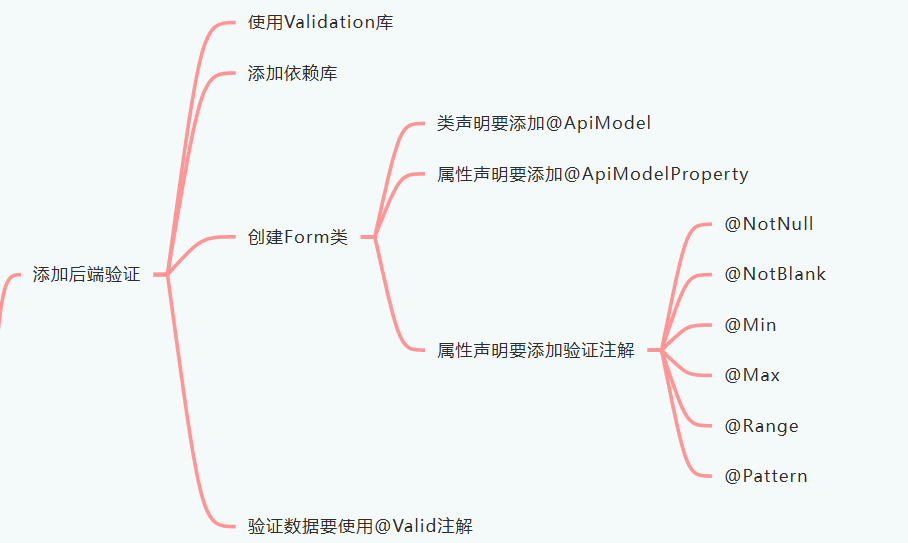 使用Validation库
添加依赖库
类声明要添加@ApiModel
属性声明要添加@ApiModelProperty
@NotNull
创建Form类
添加后端验证
@NotBlank
@Min
属性声明要添加验证注解
@Max
@Range
@Pattern
验证数据要使用@Valid注解